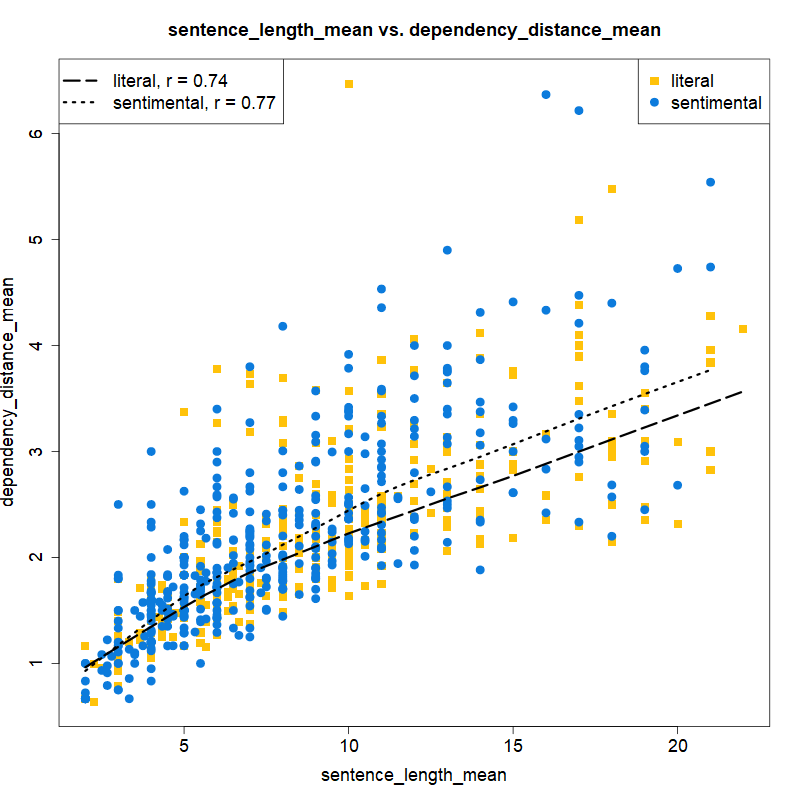 sentence_length_mean vs. dependency_distance_mean
literal, r = 0.74
sentimental, r = 0.77
literal
sentimental
6
5
4
3
2
1
dependency_distance_mean
5 10 15 20
sentence_length_mean